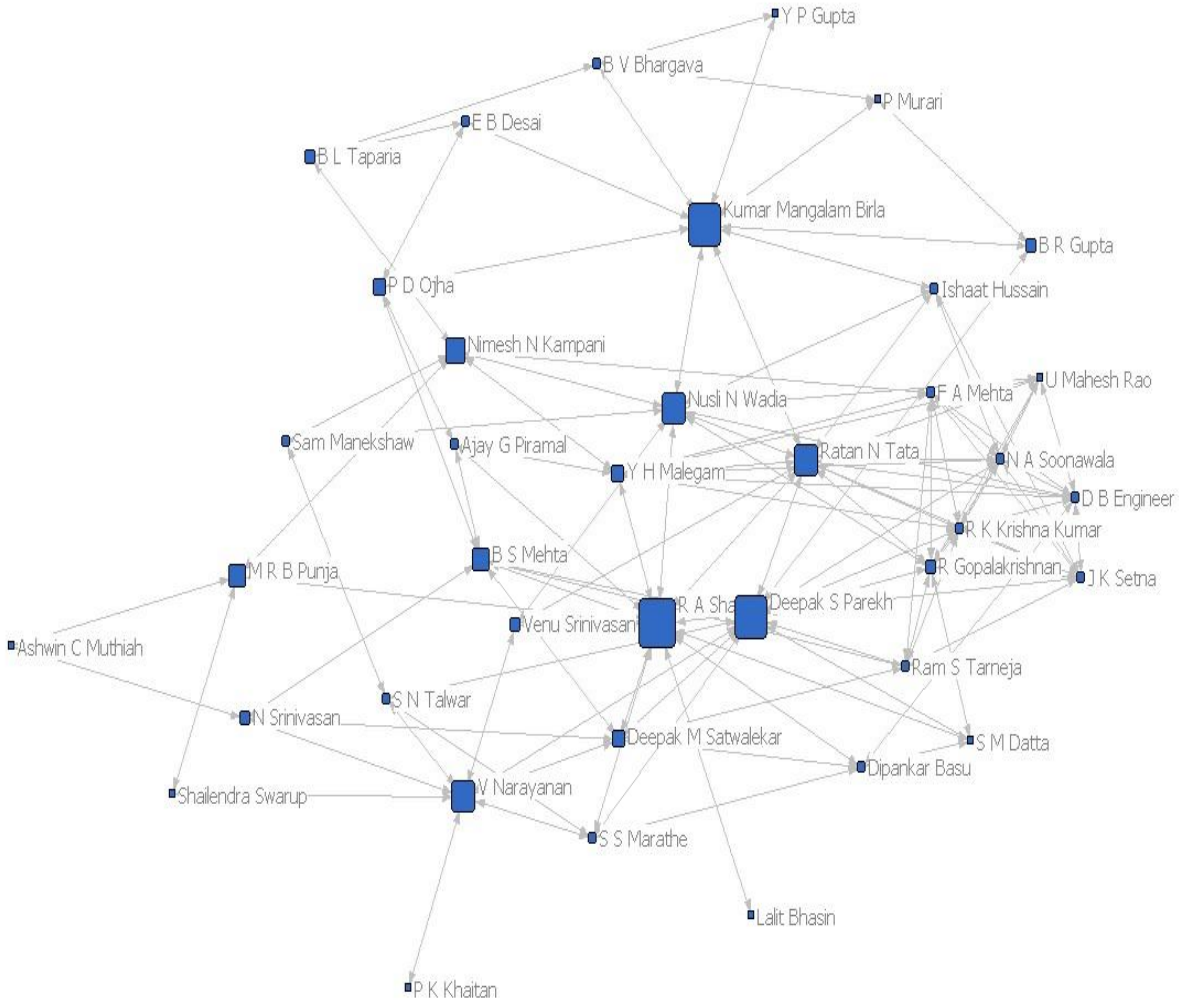 Y P Gupta
B V Bhargava
P Murari
E B Desai
B L Taparia
Kumar Mangalam Birla
B R Gupta
P D Ojha
Ishaat Hussain
Nimesh N Kampani
U Mahesh Rao
F A Mehta
Nusli N Wadia
Sam Manekshaw
Ajay G Piramal
Ratan N Tata
N A Soonawala
Y H Malegam
D B Engineer
R K Krishna Kumar
B S Mehta
R Gopalakrishnan
M R B Punja
J K Setna
R A Sha
Deepak S Parekh
Venu Srinivasan
Ashwin C Muthiah
Ram S Tarneja
S N Talwar
N Srinivasan
Deepak M Satwalekar
S M Datta
Dipankar Basu
V Narayanan
Shailendra Swarup
S S Marathe
Lalit Bhasin
P K Khaitan